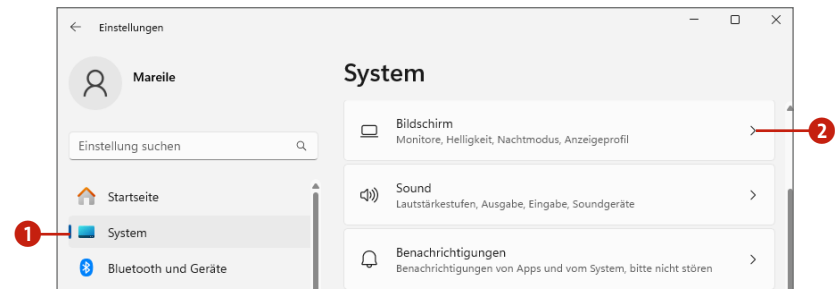 Einstellungen
Mareile
Einstellung suchen
Startseite
1
System
Bluetooth und Geräte
System
Bildschirm
Monitore, Helligkeit, Nachtmodus, Anzeigeprofil
2
Sound
Lautstärkestufen, Ausgabe, Eingabe, Soundgeräte
Benachrichtigungen
Benachrichtigungen von Apps und vom System, bitte nicht stören